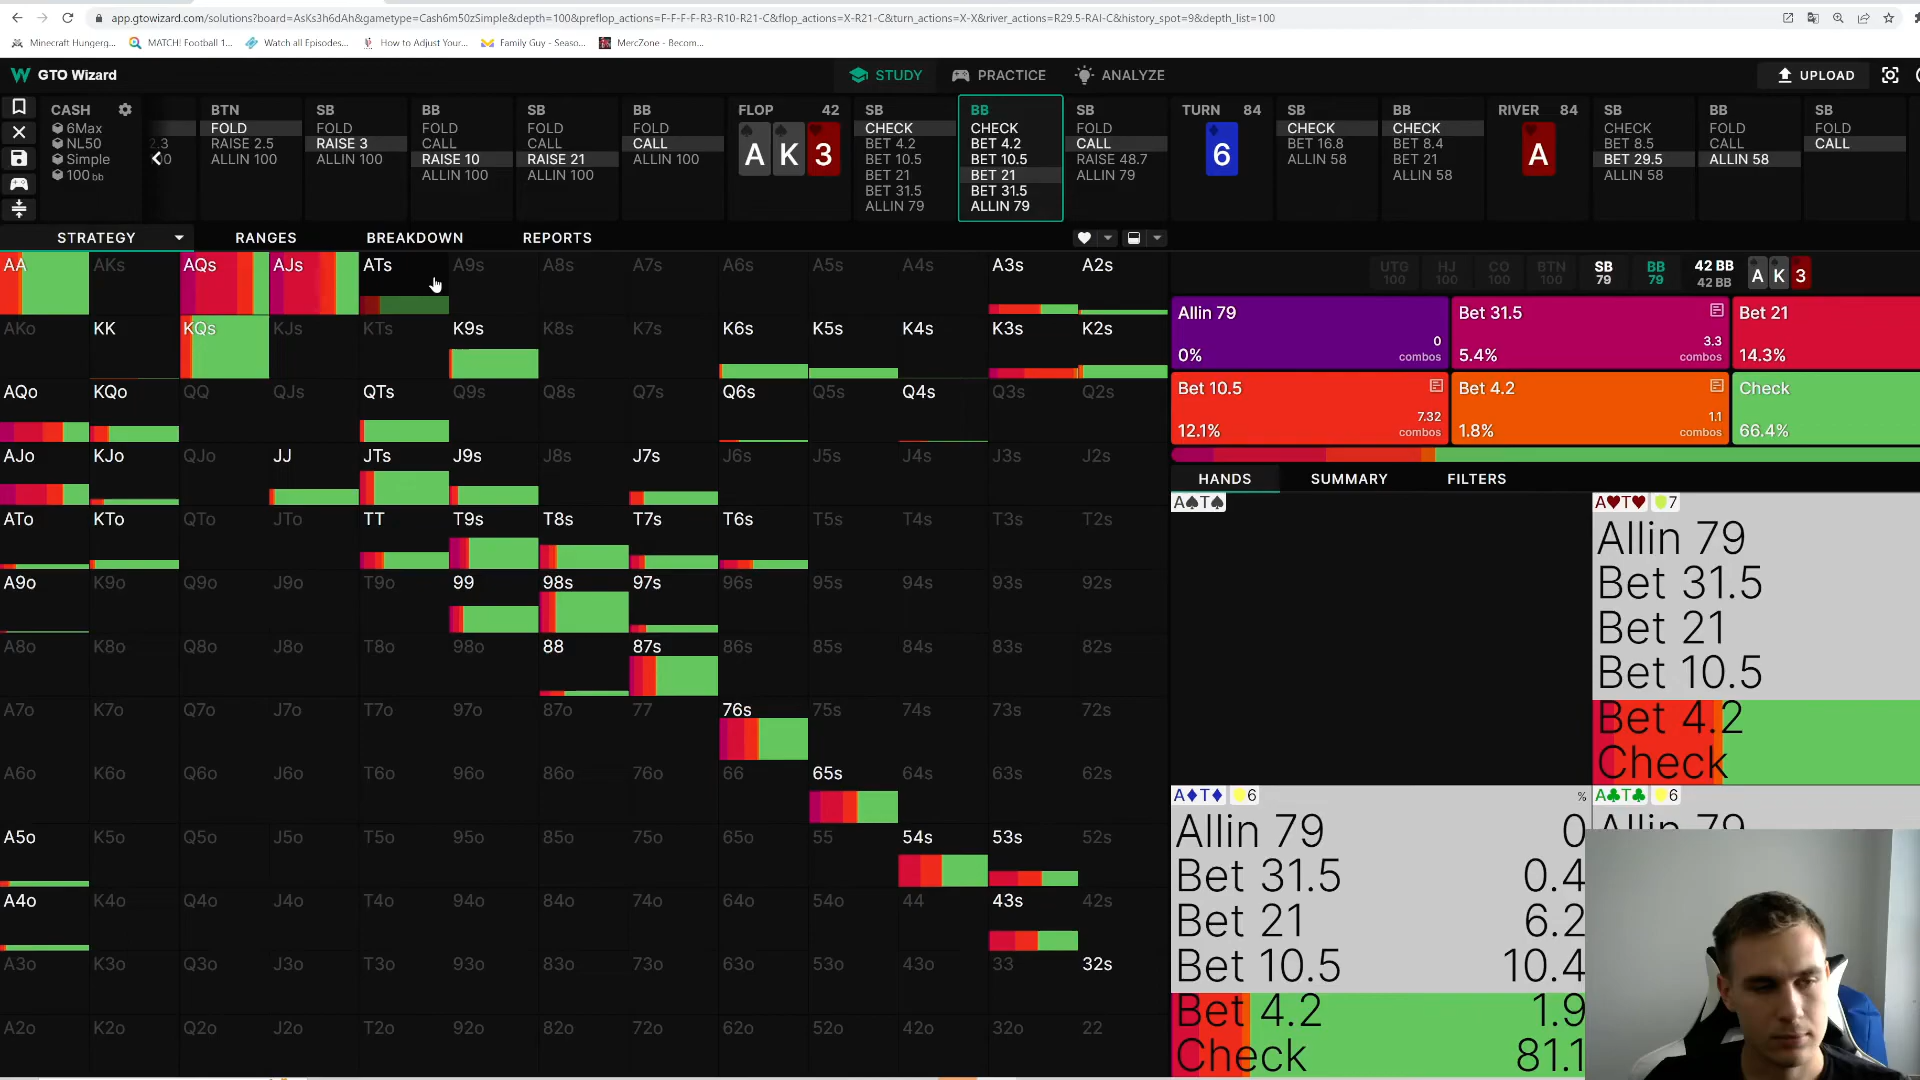 app.gtowizard.com/solutions?board=AsKs3h6dAh&gametype=Cash6m50zSimple&depth=100&preflop_actions=F-F-F-F-R3-R10-R21-C&flop_actions=X-R21-C&turn_actions=X-X&river_actions=R29.5-RAI-C&history_spot=9&depth_list=100
Minecraft Hungerg... MATCH! Football 1... Watch all Episodes... How to Adjust Your... Family Guy - Seaso... MercZone - Becom...
W GTO Wizard STUDY PRACTICE ANALYZE UPLOAD
CASH BTN SB BB SB BB FLOP 42 SB BB SB TURN 84 SB BB RIVER 84 SB BB SB
6Max FOLD FOLD FOLD FOLD FOLD CHECK CHECK FOLD CHECK CHECK CHECK FOLD FOLD
NL50 2.3 RAISE 2.5 RAISE 3 CALL CALL CALL BET 4.2 BET 4.2 CALL BET 16.8 BET 8.4 BET 8.5 CALL CALL
Simple ALLIN 100 ALLIN 100 RAISE 10 RAISE 21 ALLIN 100 A K 3 BET 10.5 BET 10.5 RAISE 48.7 6 ALLIN 58 BET 21 A BET 29.5 ALLIN 58
100 bb ALLIN 100 ALLIN 100 BET 21 BET 21 ALLIN 79 ALLIN 58 ALLIN 58
BET 31.5 BET 31.5
ALLIN 79 ALLIN 79
STRATEGY RANGES BREAKDOWN REPORTS
AA AKs AQs AJs ATs A9s A8s A7s A6s A5s A4s A3s A2s
AKo KK KQs KJs KTs K9s K8s K7s K6s K5s K4s K3s K2s
AQo KQo QQ QJs QTs Q9s Q8s Q7s Q6s Q5s Q4s Q3s Q2s
AJo KJo QJo JJ JTs J9s J8s J7s J6s J5s J4s J3s J2s
ATo KTo QTo JTo TT T9s T8s T7s T6s T5s T4s T3s T2s
A9o K9o Q9o J9o T9o 99 98s 97s 96s 95s 94s 93s 92s
A8o K8o Q8o J8o T8o 98o 88 87s 86s 85s 84s 83s 82s
A7o K7o Q7o J7o T7o 97o 87o 77 76s 75s 74s 73s 72s
A6o K6o Q6o J6o T6o 96o 86o 76o 66 65s 64s 63s 62s
A5o K5o Q5o J5o T5o 95o 85o 75o 65o 55 54s 53s 52s
A4o K4o Q4o J4o T4o 94o 84o 74o 64o 54o 44 43s 42s
A3o K3o Q3o J3o T3o 93o 83o 73o 63o 53o 43o 33 32s
A2o K2o Q2o J2o T2o 92o 82o 72o 62o 52o 42o 32o 22
UTG HJ CO BTN SB BB 42 BB A K 3
100 100 100 100 79 79 42 BB
Allin 79 Bet 31.5 Bet 21
0 3.3
0% combos 5.4% combos 14.3%
Bet 10.5 Bet 4.2 Check
7.32 1.1
12.1% combos 1.8% combos 66.4%
HANDS SUMMARY FILTERS
A♠T♠ A♥T♥ 7
Allin 79
Bet 31.5
Bet 21
Bet 10.5
Bet 4.2
Check
A♦T♦ 6 % A♣T♣ 6
Allin 79 0 Allin 79
Bet 31.5 0.4
Bet 21 6.2
Bet 10.5 10.4
Bet 4.2 1.9
Check 81.1